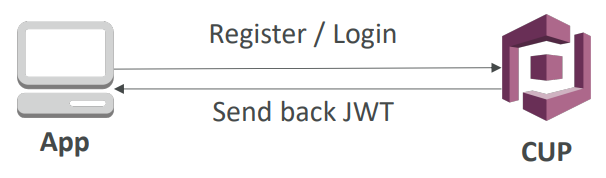 Register / Login
Send back JWT
App
CUP